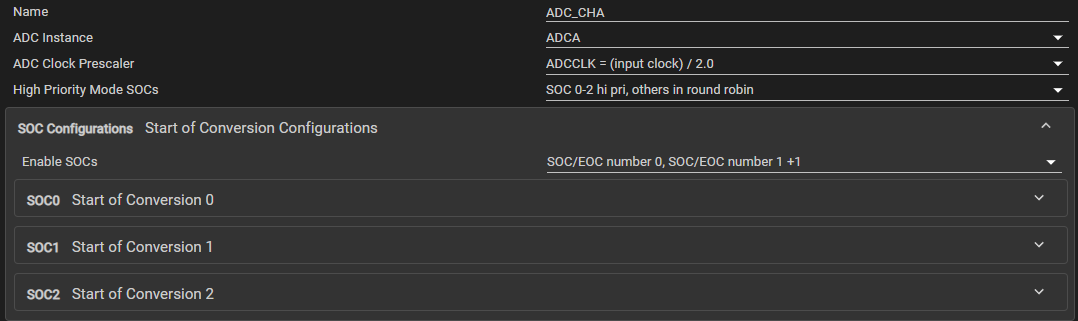 Name ADC_CHA
ADC Instance ADCA
ADC Clock Prescaler ADCCLK = (input clock) / 2.0
High Priority Mode SOCs SOC 0-2 hi pri, others in round robin
SOC Configurations Start of Conversion Configurations
Enable SOCs SOC/EOC number 0, SOC/EOC number 1 +1
SOC0 Start of Conversion 0
SOC1 Start of Conversion 1
SOC2 Start of Conversion 2